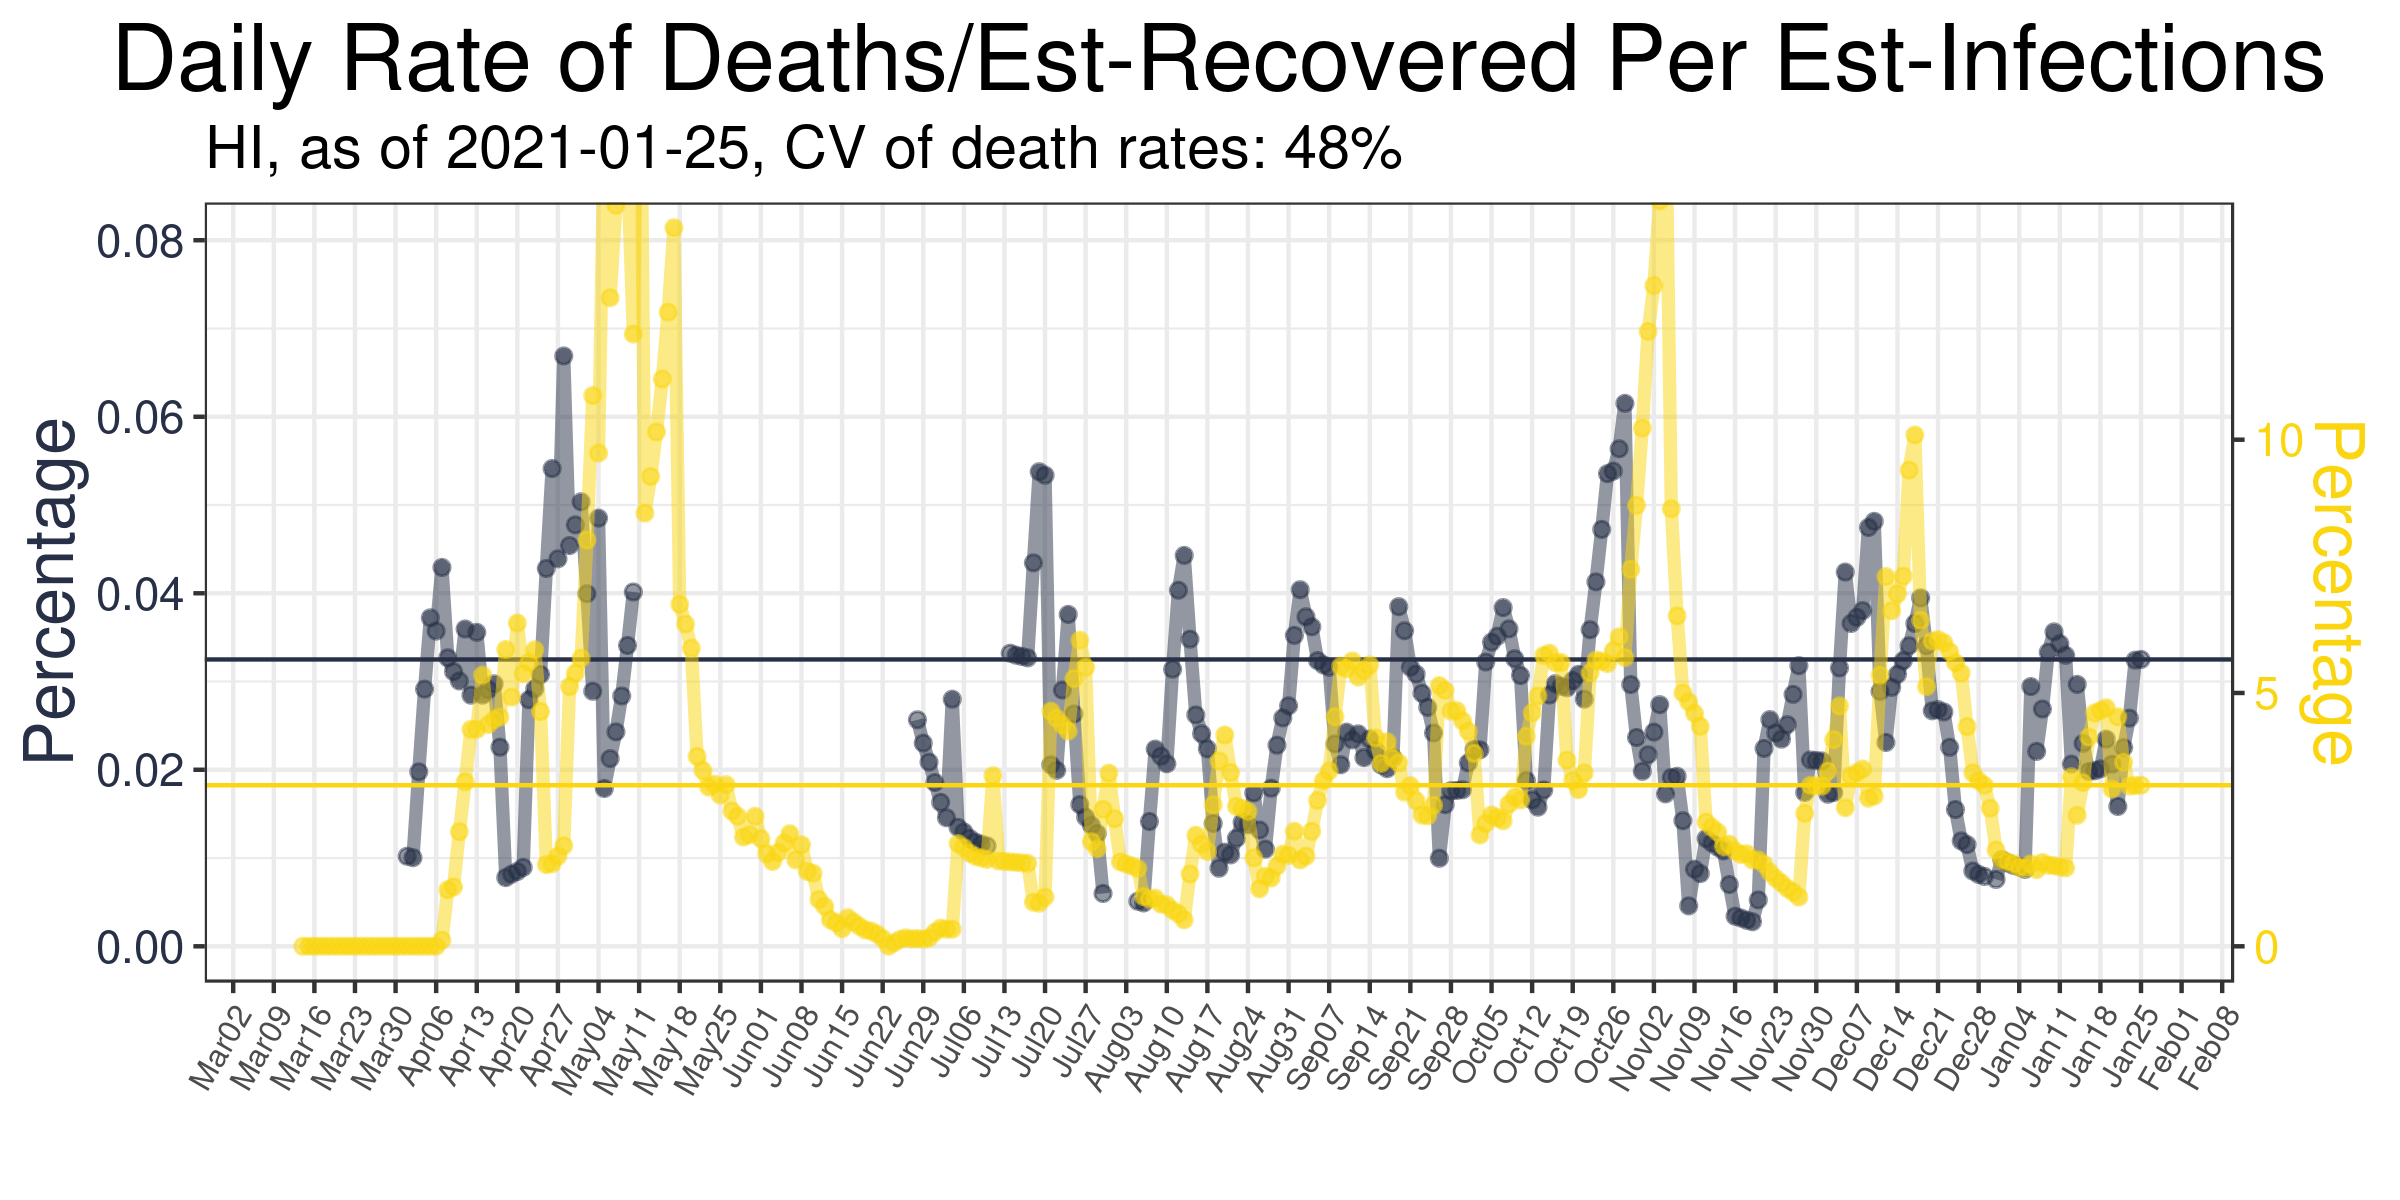 Daily Rate of Deaths/Est-Recovered Per Est-Infections
HI, as of 2021-01-25, CV of death rates: 48%
Percentage
0.08
0.06
0.04
0.02
0.00
10
5
0
Percentage
Mar02 Mar09 Mar16 Mar23 Mar30 Apr06 Apr13 Apr20 Apr27 May04 May11 May18 May25 Jun01 Jun08 Jun15 Jun22 Jun29 Jul06 Jul13 Jul20 Jul27 Aug03 Aug10 Aug17 Aug24 Aug31 Sep07 Sep14 Sep21 Sep28 Oct05 Oct12 Oct19 Oct26 Nov02 Nov09 Nov16 Nov23 Nov30 Dec07 Dec14 Dec21 Dec28 Jan04 Jan11 Jan18 Jan25 Feb01 Feb08